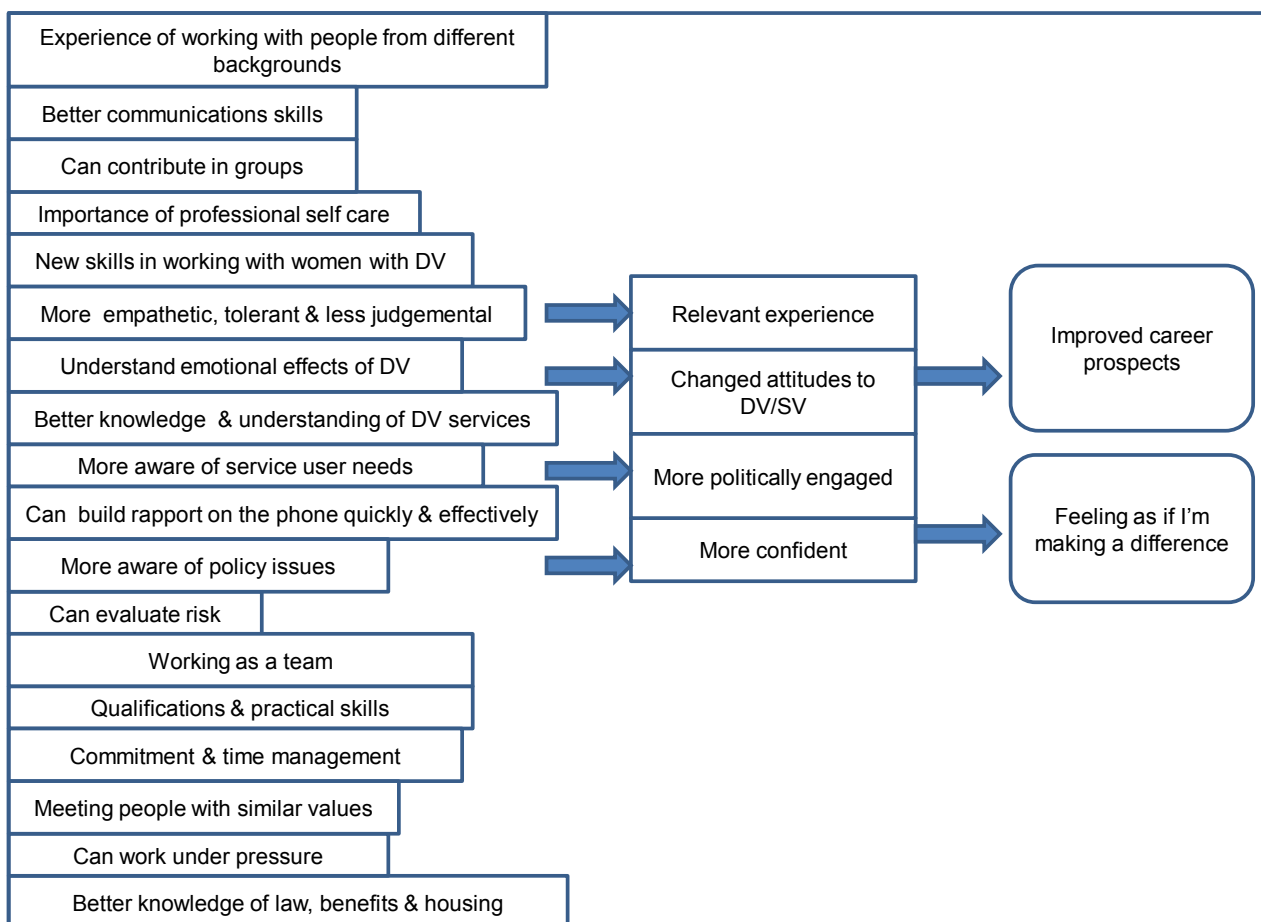 Experience of working with people from different
backgrounds
Better communications skills
Can contribute in groups
Importance of professional self care
New skills in working with women with DV
More empathetic, tolerant & less judgemental
Understand emotional effects of DV
Better knowledge & understanding of DV services
More aware of service user needs
Can build rapport on the phone quickly & effectively
More aware of policy issues
Can evaluate risk
Working as a team
Qualifications & practical skills
Commitment & time management
Meeting people with similar values
Can work under pressure
Better knowledge of law, benefits & housing
Relevant experience
Changed attitudes to
DV/SV
More politically engaged
More confident
Improved career
prospects
Feeling as if I’m
making a difference